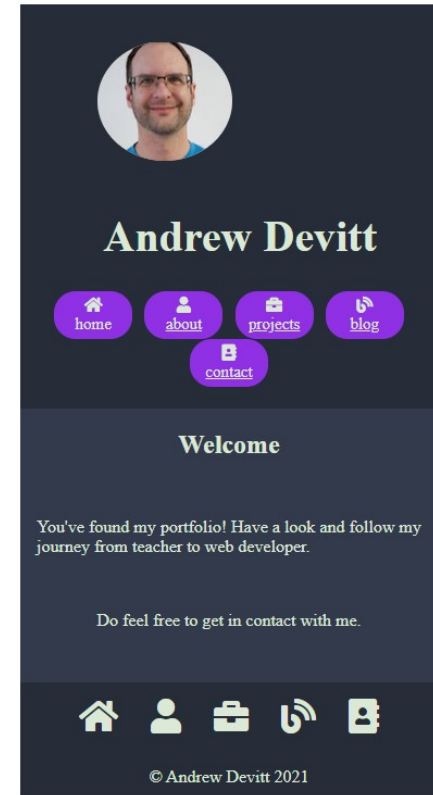 Andrew Devitt
home about projects blog
contact
Welcome
You've found my portfolio! Have a look and follow my
journey from teacher to web developer.
Do feel free to get in contact with me.
© Andrew Devitt 2021